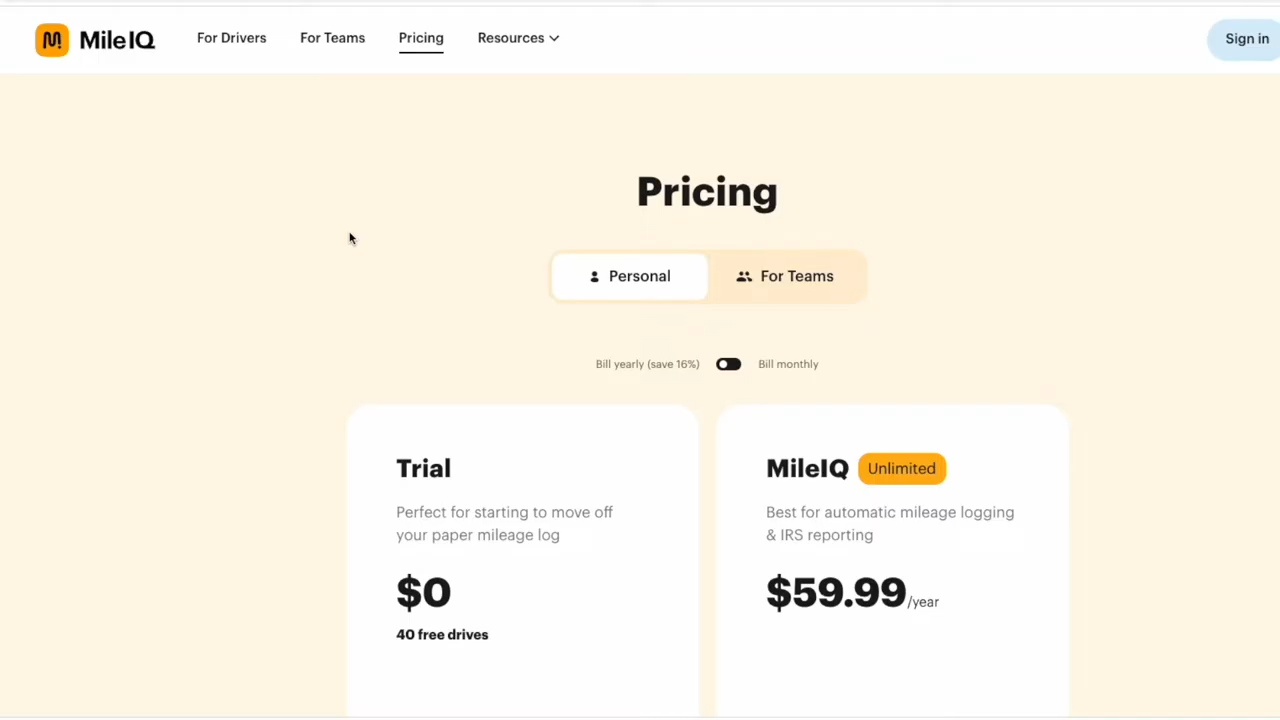 MileIQ
For Drivers
For Teams
Pricing
Resources
Sign in
Pricing
Personal
For Teams
Bill yearly (save 16%)
Bill monthly
Trial
Perfect for starting to move off
your paper mileage log
$0
40 free drives
MileIQ Unlimited
Best for automatic mileage logging
& IRS reporting
$59.99/year